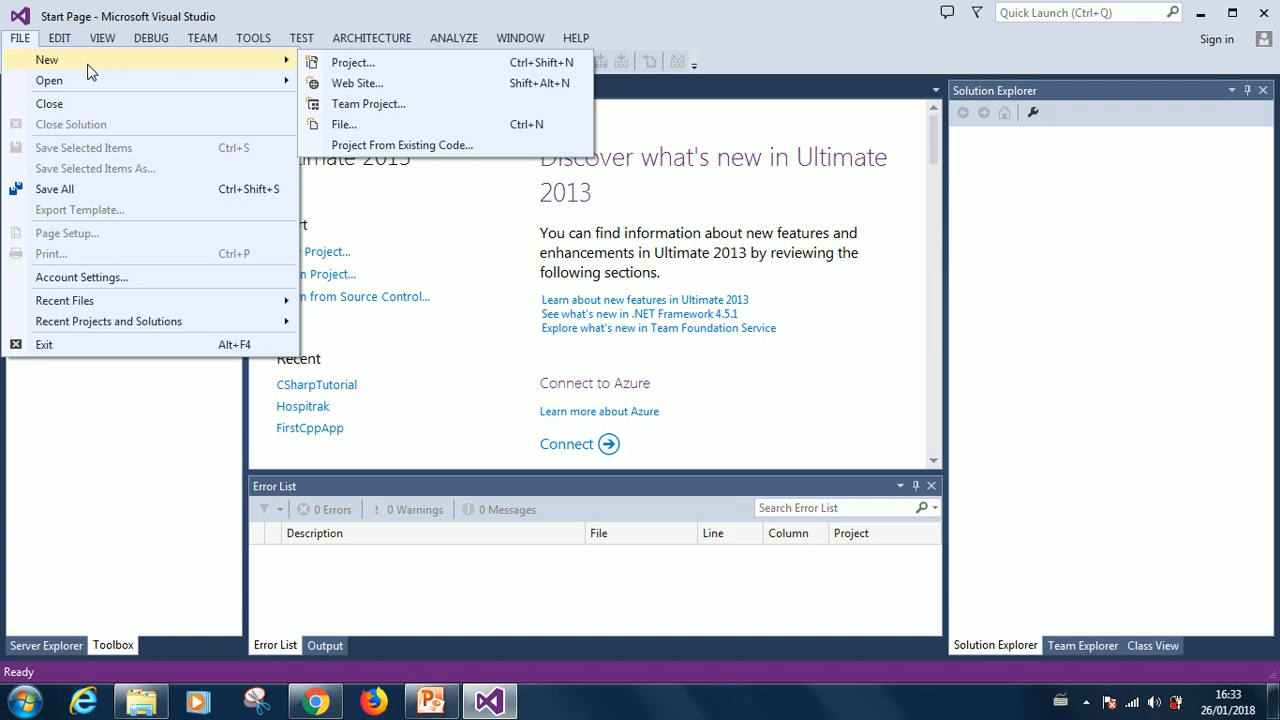 Start Page - Microsoft Visual Studio
Quick Launch (Ctrl+Q)
FILE EDIT VIEW DEBUG TEAM TOOLS TEST ARCHITECTURE ANALYZE WINDOW HELP
Sign in
New
Open
Close
Close Solution
Save Selected Items Ctrl+S
Save Selected Items As...
Save All Ctrl+Shift+S
Export Template...
Page Setup...
Print... Ctrl+P
Account Settings...
Recent Files
Recent Projects and Solutions
Exit Alt+F4
Project... Ctrl+Shift+N
Web Site... Shift+Alt+N
Team Project...
File... Ctrl+N
Project From Existing Code...
Project...
Project...
from Source Control...
Recent
CSharpTutorial
Hospitrak
FirstCppApp
Discover what's new in Ultimate
2013
You can find information about new features and
enhancements in Ultimate 2013 by reviewing the
following sections.
Learn about new features in Ultimate 2013
See what's new in .NET Framework 4.5.1
Explore what's new in Team Foundation Service
Connect to Azure
Learn more about Azure
Connect
Solution Explorer
Error List
0 Errors 0 Warnings 0 Messages
Search Error List
Description File Line Column Project
Server Explorer Toolbox
Error List Output
Solution Explorer Team Explorer Class View
Ready
16:33
26/01/2018